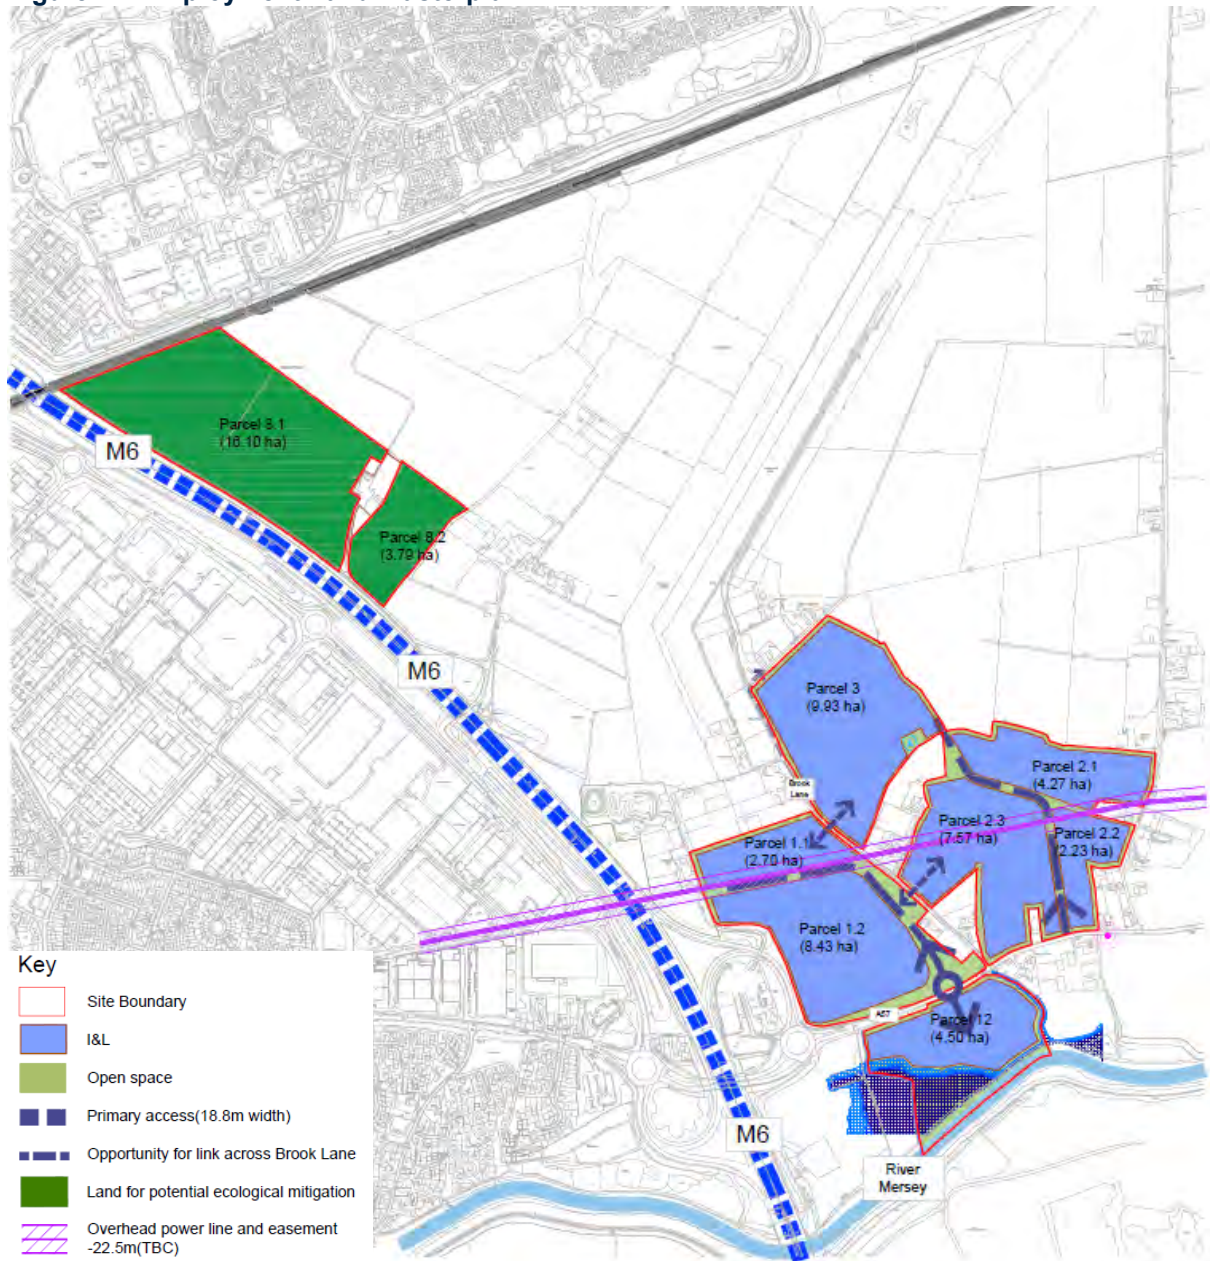 M6
Parcel 8.1
(16.10 ha)
Parcel 8.2
(3.79 ha)
M6
Parcel 3
(9.93 ha)
Parcel 2.1
(4.27 ha)
Brook
Lane
Parcel 2.3
(7.57 ha)
Parcel 2.2
(2.23 ha)
Parcel 1.1
(2.70 ha)
Parcel 1.2
(8.43 ha)
A57
Parcel 12
(4.50 ha)
M6
River
Mersey
Key
Site Boundary
I&L
Open space
Primary access(18.8m width)
Opportunity for link across Brook Lane
Land for potential ecological mitigation
Overhead power line and easement
-22.5m(TBC)